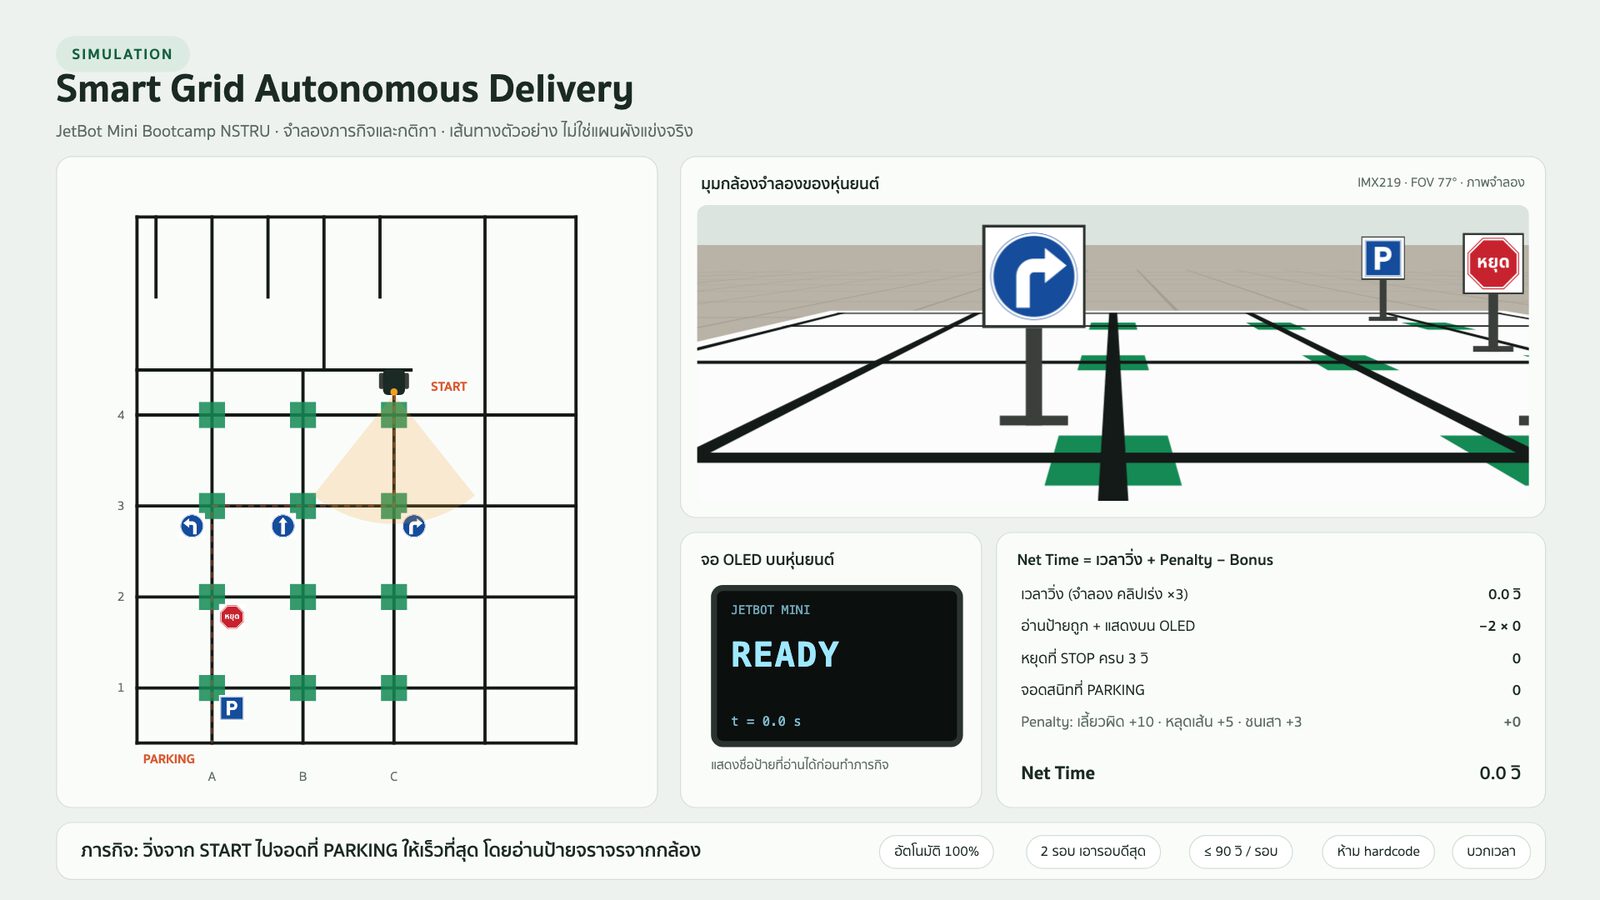 SIMULATION
Smart Grid Autonomous Delivery
JetBot Mini Bootcamp NSTRU · จำลองภารกิจและกติกา · เส้นทางตัวอย่าง ไม่ใช่แผนผังแข่งจริง
START
4
3
2
หยุด
1
P
PARKING
A B C
มุมกล้องจำลองของหุ่นยนต์
IMX219 · FOV 77° · ภาพจำลอง
P
หยุด
จอ OLED บนหุ่นยนต์
JETBOT MINI
READY
t = 0.0 s
แสดงชื่อป้ายที่อ่านได้ก่อนทำภารกิจ
Net Time = เวลาวิ่ง + Penalty − Bonus
เวลาวิ่ง (จำลอง คลิปเร่ง ×3) 0.0 วิ
อ่านป้ายถูก + แสดงบน OLED −2 × 0
หยุดที่ STOP ครบ 3 วิ 0
จอดสนิทที่ PARKING 0
Penalty: เลี้ยวผิด +10 · หลุดเส้น +5 · ชนเสา +3 +0
Net Time 0.0 วิ
ภารกิจ: วิ่งจาก START ไปจอดที่ PARKING ให้เร็วที่สุด โดยอ่านป้ายจราจรจากกล้อง
อัตโนมัติ 100%
2 รอบ เอารอบดีสุด
≤ 90 วิ / รอบ
ห้าม hardcode
บวกเวลา